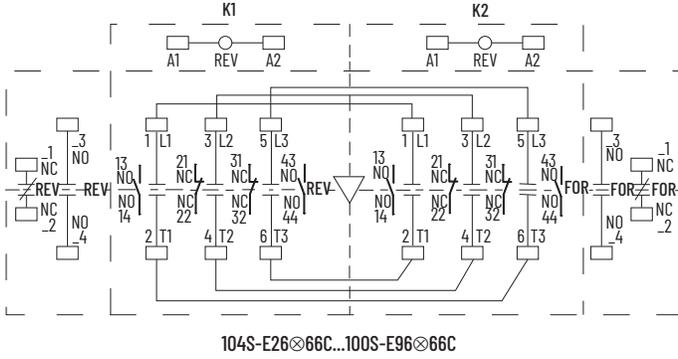 K1 K2
A1 REV A2 A1 REV A2
_1 NC _3 NO 1 L1 3 L2 5 L3 1 L1 3 L2 5 L3 _3 NO _1 NC
13 NO 21 NC 31 NC 43 NO 13 NO 21 NC 31 NC 43 NO
REV REV REV FOR FOR FOR
NO 14 NC 22 NC 32 NO 44 NO 14 NC 22 NC 32 NO 44
NC _2 NO _4 2 T1 4 T2 6 T3 2 T1 4 T2 6 T3 NO _4 NC _2
104S-E26⊗66C...100S-E96⊗66C